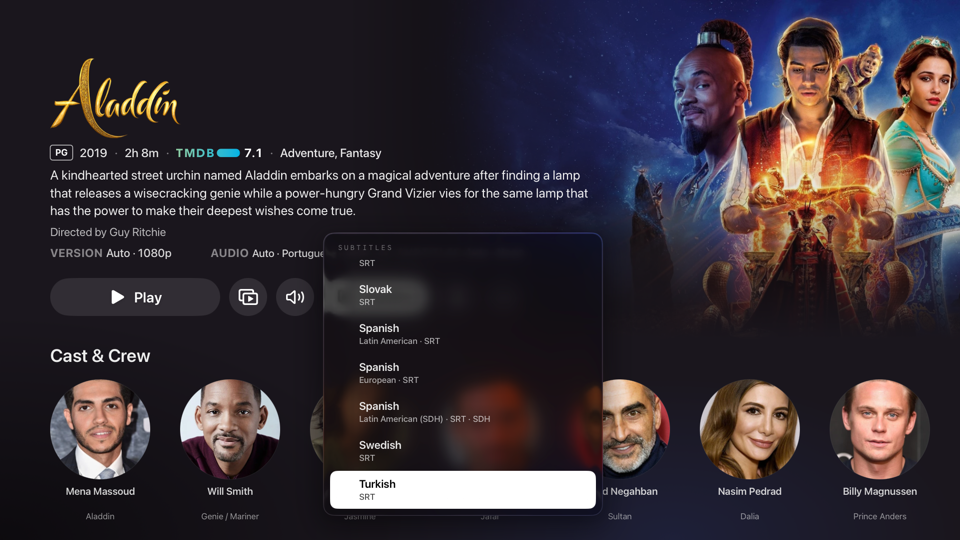 Aladdin
PG 2019 · 2h 8m · TMDB 7.1 · Adventure, Fantasy
A kindhearted street urchin named Aladdin embarks on a magical adventure after finding a lamp
that releases a wisecracking genie while a power-hungry Grand Vizier vies for the same lamp that
has the power to make their deepest wishes come true.
Directed by Guy Ritchie
VERSION Auto · 1080p AUDIO Auto · Portugue
Play
SUBTITLES
SRT
Slovak
SRT
Spanish
Latin American · SRT
Spanish
European · SRT
Spanish
Latin American (SDH) · SRT · SDH
Swedish
SRT
Turkish
SRT
Cast & Crew
Mena Massoud
Aladdin
Will Smith
Genie / Mariner
Jasmine
Jafar
d Negahban
Sultan
Nasim Pedrad
Dalia
Billy Magnussen
Prince Anders